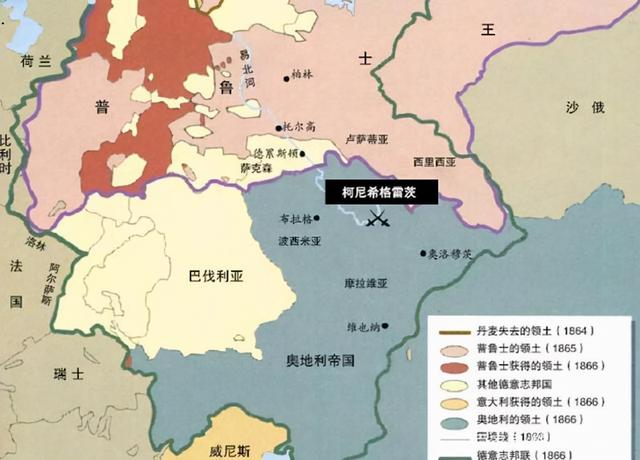 王
荷兰
易北河
士
鲁
柏林
普
沙俄
托尔高
比利时
卢萨蒂亚
德累斯顿
西里西亚
萨克森
柯尼希格雷茨
布拉格
波西米亚
洛林
奥洛穆茨
法国
阿尔萨斯
巴伐利亚
摩拉维亚
维也纳
丹麦失去的领土（1864）
普鲁士的领土（1865）
奥地利帝国
普鲁士获得的领土（1866）
瑞士
其他德意志邦国
意大利获得的领土（1866）
奥地利的领土（1866）
威尼斯
德意志邦联（1866